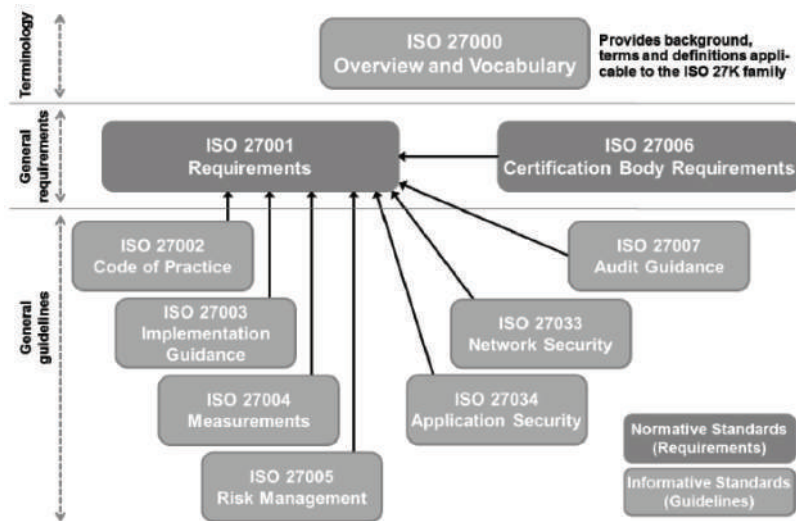 Terminology
ISO 27000
Overview and Vocabulary
Provides background,
terms and definitions appli-
cable to the ISO 27K family
General
requirements
ISO 27001
Requirements
ISO 27006
Certification Body Requirements
General
guidelines
ISO 27002
Code of Practice
ISO 27007
Audit Guidance
ISO 27003
Implementation
Guidance
ISO 27033
Network Security
ISO 27004
Measurements
ISO 27034
Application Security
ISO 27005
Risk Management
Normative Standards
(Requirements)
Informative Standards
(Guidelines)